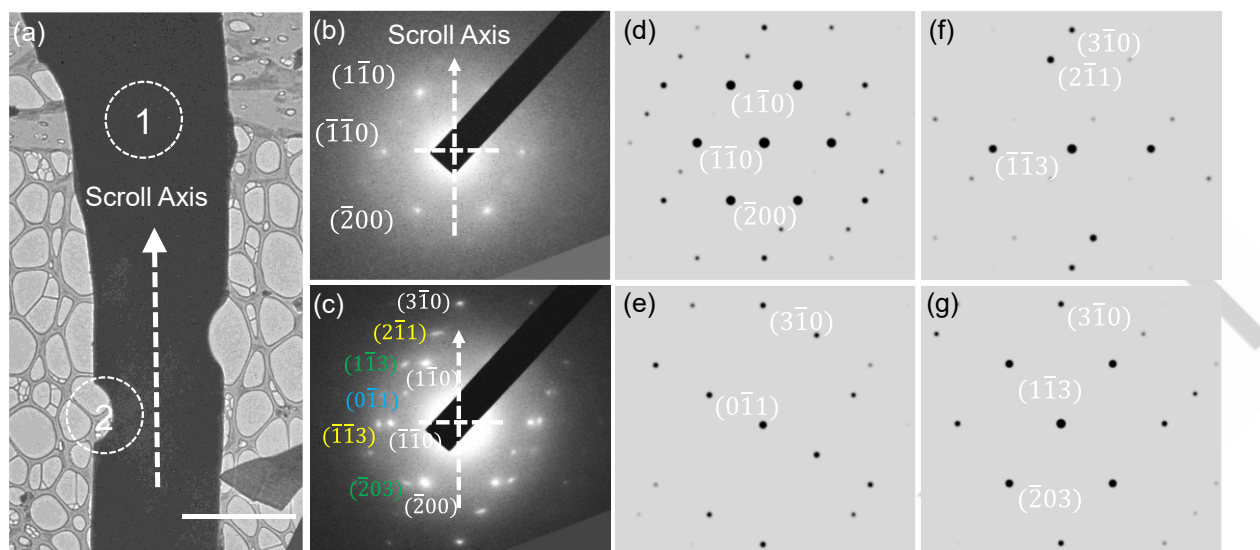 (a)
1
Scroll Axis
2
(b)
Scroll Axis
(11̅0)
(1̅1̅0)
(2̅00)
(c)
(31̅0)
(21̅1)
(11̅3)
(11̅0)
(01̅1)
(1̅1̅3)
(1̅1̅0)
(2̅03)
(2̅00)
(d)
(11̅0)
(1̅1̅0)
(2̅00)
(e)
(31̅0)
(01̅1)
(f)
(31̅0)
(21̅1)
(1̅1̅3)
(g)
(31̅0)
(11̅3)
(2̅03)